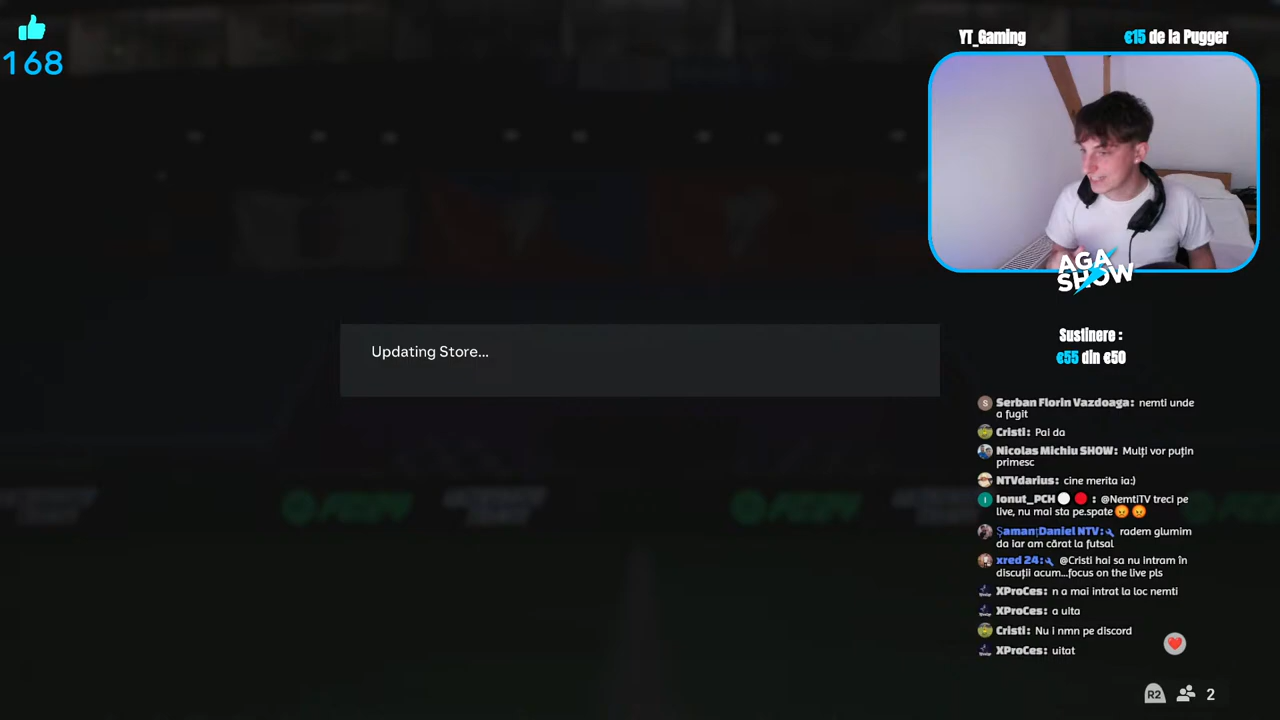 168
YT_Gaming
€15 de la Pugger
AGA
SHOW
Sustinere :
€55 din €50
Updating Store...
Serban Florin Vazdoaga: nemti unde
a fugit
Cristi: Pai da
Nicolas Michiu SHOW: Mulți vor puțin
primesc
NTVdarius: cine merita ia:)
Ionut_PCH⚪🔴 : @NemtiTV treci pe
live, nu mai sta pe.spate😡😡
Șaman|Daniel NTV:🔧 radem glumim
da iar am cărat la futsal
xred 24:🔧 @Cristi hai sa nu intram în
discuții acum...focus on the live pls
XProCes: n a mai intrat la loc nemti
XProCes: a uita
Cristi: Nu i nmn pe discord
XProCes: uitat
R2 2